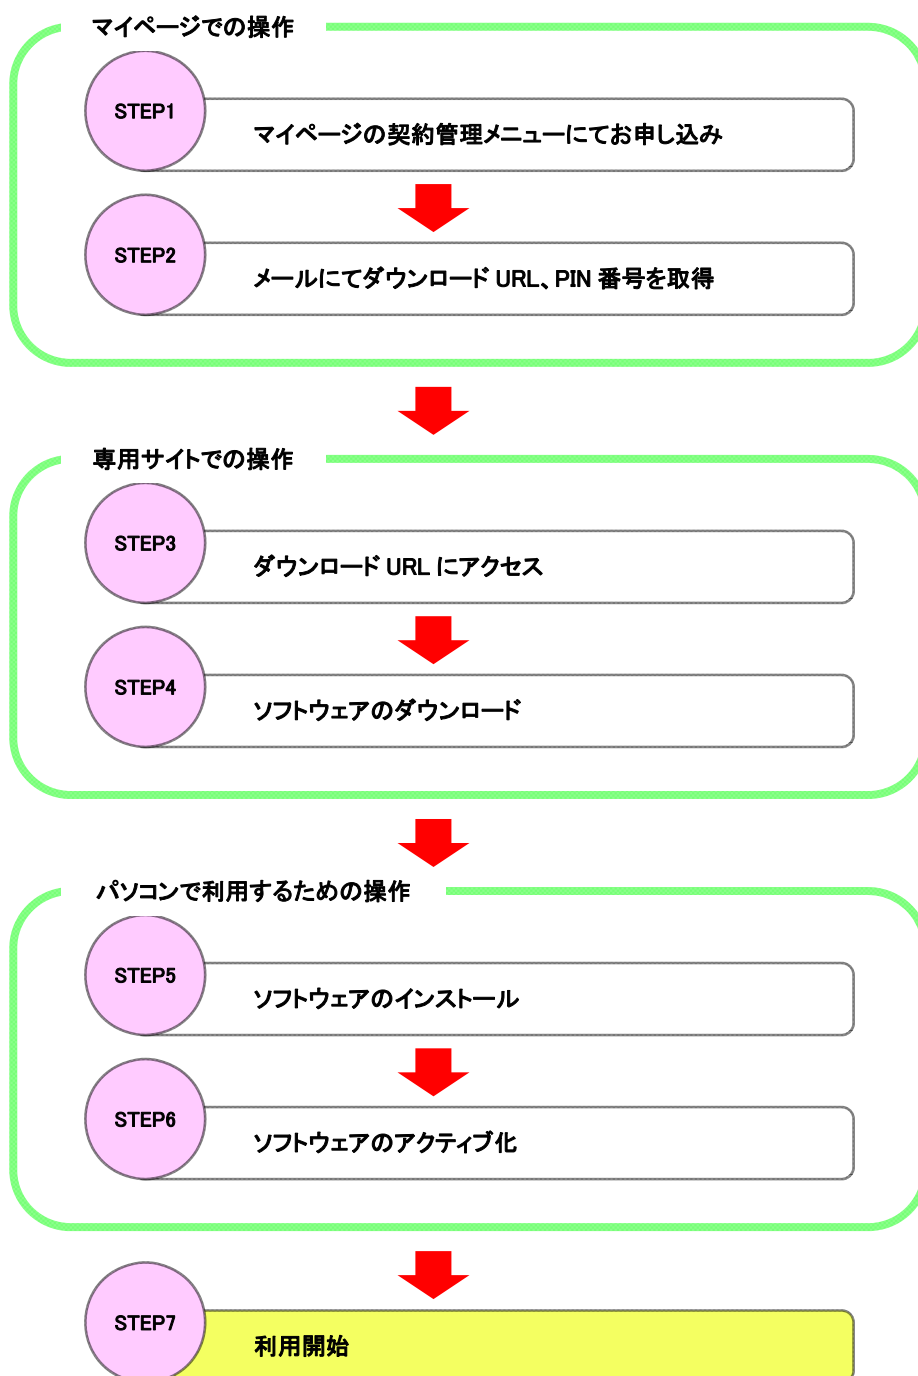 マイページでの操作
STEP1
マイページの契約管理メニューにてお申し込み
STEP2
メールにてダウンロード URL、PIN 番号を取得
専用サイトでの操作
STEP3
ダウンロード URL にアクセス
STEP4
ソフトウェアのダウンロード
パソコンで利用するための操作
STEP5
ソフトウェアのインストール
STEP6
ソフトウェアのアクティブ化
STEP7
利用開始